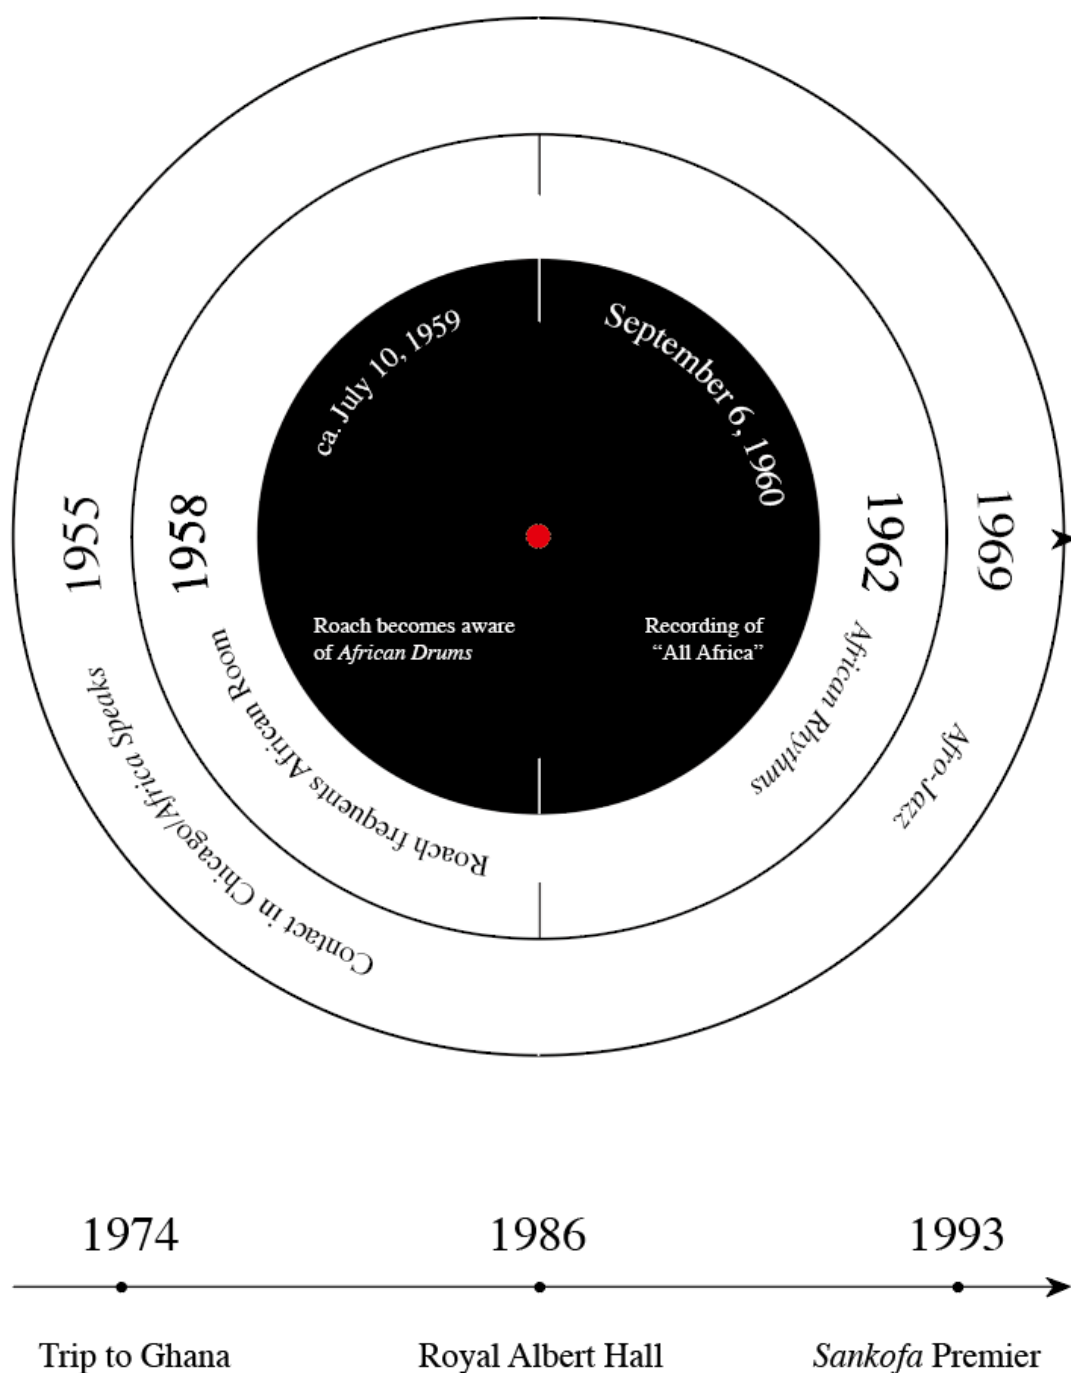 ca. July 10, 1959
September 6, 1960
Roach becomes aware
of African Drums
Recording of
“All Africa”
1958
Roach frequents African Room
1962
African Rhythms
1955
Contact in Chicago/Africa Speaks
1969
Afro-Jazz
1974
1986
1993
Trip to Ghana
Royal Albert Hall
Sankofa Premier